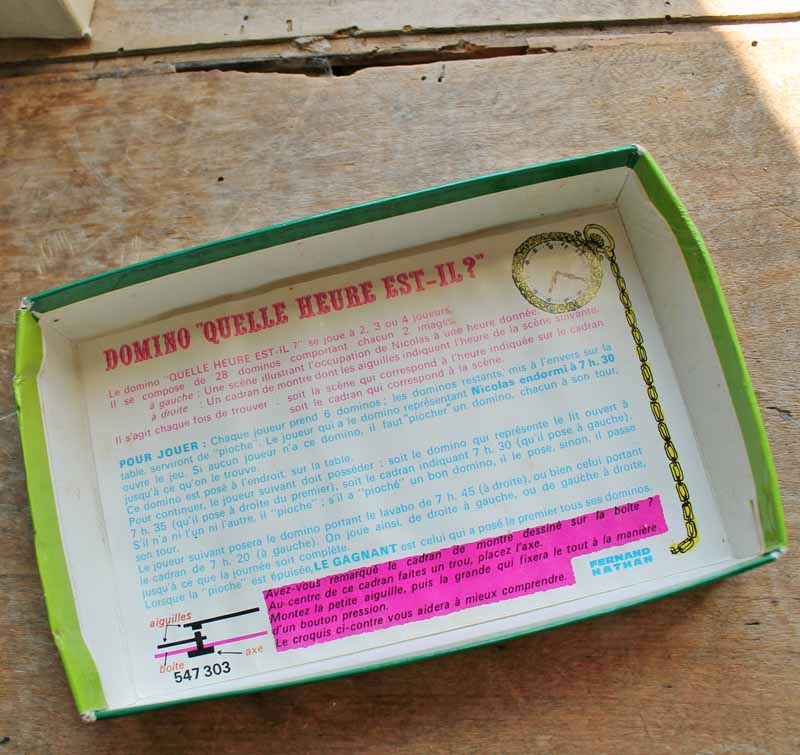 DOMINO "QUELLE HEURE EST-IL?"
Le domino "QUELLE HEURE EST-IL ?" se joue à 2, 3 ou 4 joueurs.
Il se compose de 28 dominos comportant chacun 2 images
à gauche : Une scène illustrant l'occupation de Nicolas à une heure donnée.
à droite : Un cadran de montre dont les aiguilles indiquent l'heure de la scène suivante.
Il s'agit chaque fois de trouver : soit la scène qui correspond à l'heure indiquée sur le cadran
soit le cadran qui correspond à la scène.
POUR JOUER : Chaque joueur prend 6 dominos ; les dominos restants, mis à l'envers sur la
table, serviront de "pioche". Le joueur qui a le domino représentant Nicolas endormi à 7 h. 30
ouvre le jeu. Si aucun joueur n'a ce domino, il faut "piocher" un domino, chacun à son tour,
jusqu'à ce qu'on le trouve.
Ce domino est posé à l'endroit, sur la table.
Pour continuer, le joueur suivant doit posséder : soit le domino qui représente le lit ouvert à
7 h. 35 (qu'il pose à droite du premier), soit le cadran indiquant 7 h. 30 (qu'il pose à gauche).
S'il n'a ni l'un ni l'autre, il "pioche" ; s'il a "pioché" un bon domino, il le pose, sinon, il passe
son tour.
Le joueur suivant posera le domino portant le lavabo de 7 h. 45 (à droite), ou bien celui portant
le cadran de 7 h. 20 (à gauche). On joue ainsi, de droite à gauche, ou de gauche à droite,
jusqu'à ce que la journée soit complète.
Lorsque la "pioche" est épuisée, LE GAGNANT est celui qui a posé le premier tous ses dominos.
Avez-vous remarqué le cadran de montre dessiné sur la boîte ?
Au centre de ce cadran faites un trou, placez l'axe.
Montez la petite aiguille, puis la grande qui fixera le tout à la manière
d'un bouton pression.
Le croquis ci-contre vous aidera à mieux comprendre.
FERNAND
NATHAN
aiguilles
boîte
axe
547 303